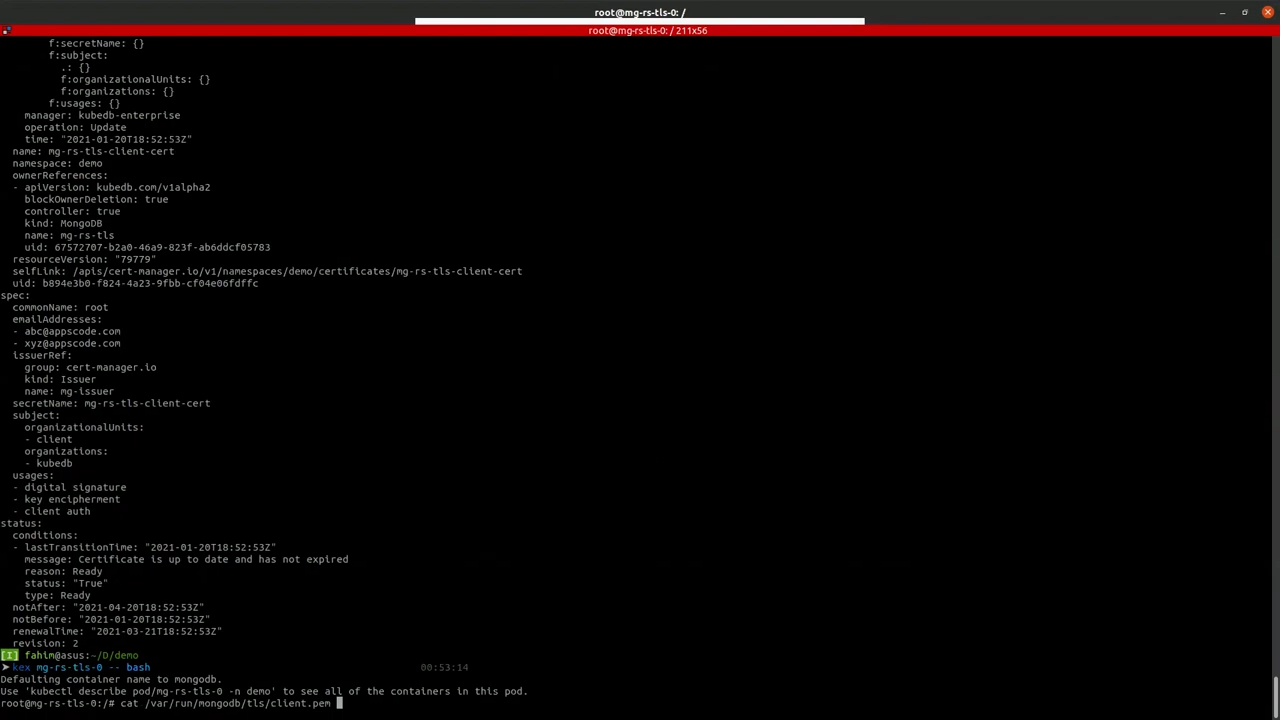 root@mg-rs-tls-0: /
root@mg-rs-tls-0: / 211x56
f:secretName: {}
f:subject:
.: {}
f:organizationalUnits: {}
f:organizations: {}
f:usages: {}
manager: kubedb-enterprise
operation: Update
time: "2021-01-20T18:52:53Z"
name: mg-rs-tls-client-cert
namespace: demo
ownerReferences:
- apiVersion: kubedb.com/v1alpha2
blockOwnerDeletion: true
controller: true
kind: MongoDB
name: mg-rs-tls
uid: 67572707-b2a0-46a9-823f-ab6ddcf05783
resourceVersion: "79779"
selfLink: /apis/cert-manager.io/v1/namespaces/demo/certificates/mg-rs-tls-client-cert
uid: b894e3b0-f824-4a23-9fbb-cf04e06fdffc
spec:
commonName: root
emailAddresses:
- abc@appscode.com
- xyz@appscode.com
issuerRef:
group: cert-manager.io
kind: Issuer
name: mg-issuer
secretName: mg-rs-tls-client-cert
subject:
organizationalUnits:
- client
organizations:
- kubedb
usages:
- digital signature
- key encipherment
- client auth
status:
conditions:
- lastTransitionTime: "2021-01-20T18:52:53Z"
message: Certificate is up to date and has not expired
reason: Ready
status: "True"
type: Ready
notAfter: "2021-04-20T18:52:53Z"
notBefore: "2021-01-20T18:52:53Z"
renewalTime: "2021-03-21T18:52:53Z"
revision: 2
[I] fahim@asus:~/D/demo
➤ kex mg-rs-tls-0 -- bash 00:53:14
Defaulting container name to mongodb.
Use 'kubectl describe pod/mg-rs-tls-0 -n demo' to see all of the containers in this pod.
root@mg-rs-tls-0:/# cat /var/run/mongodb/tls/client.pem